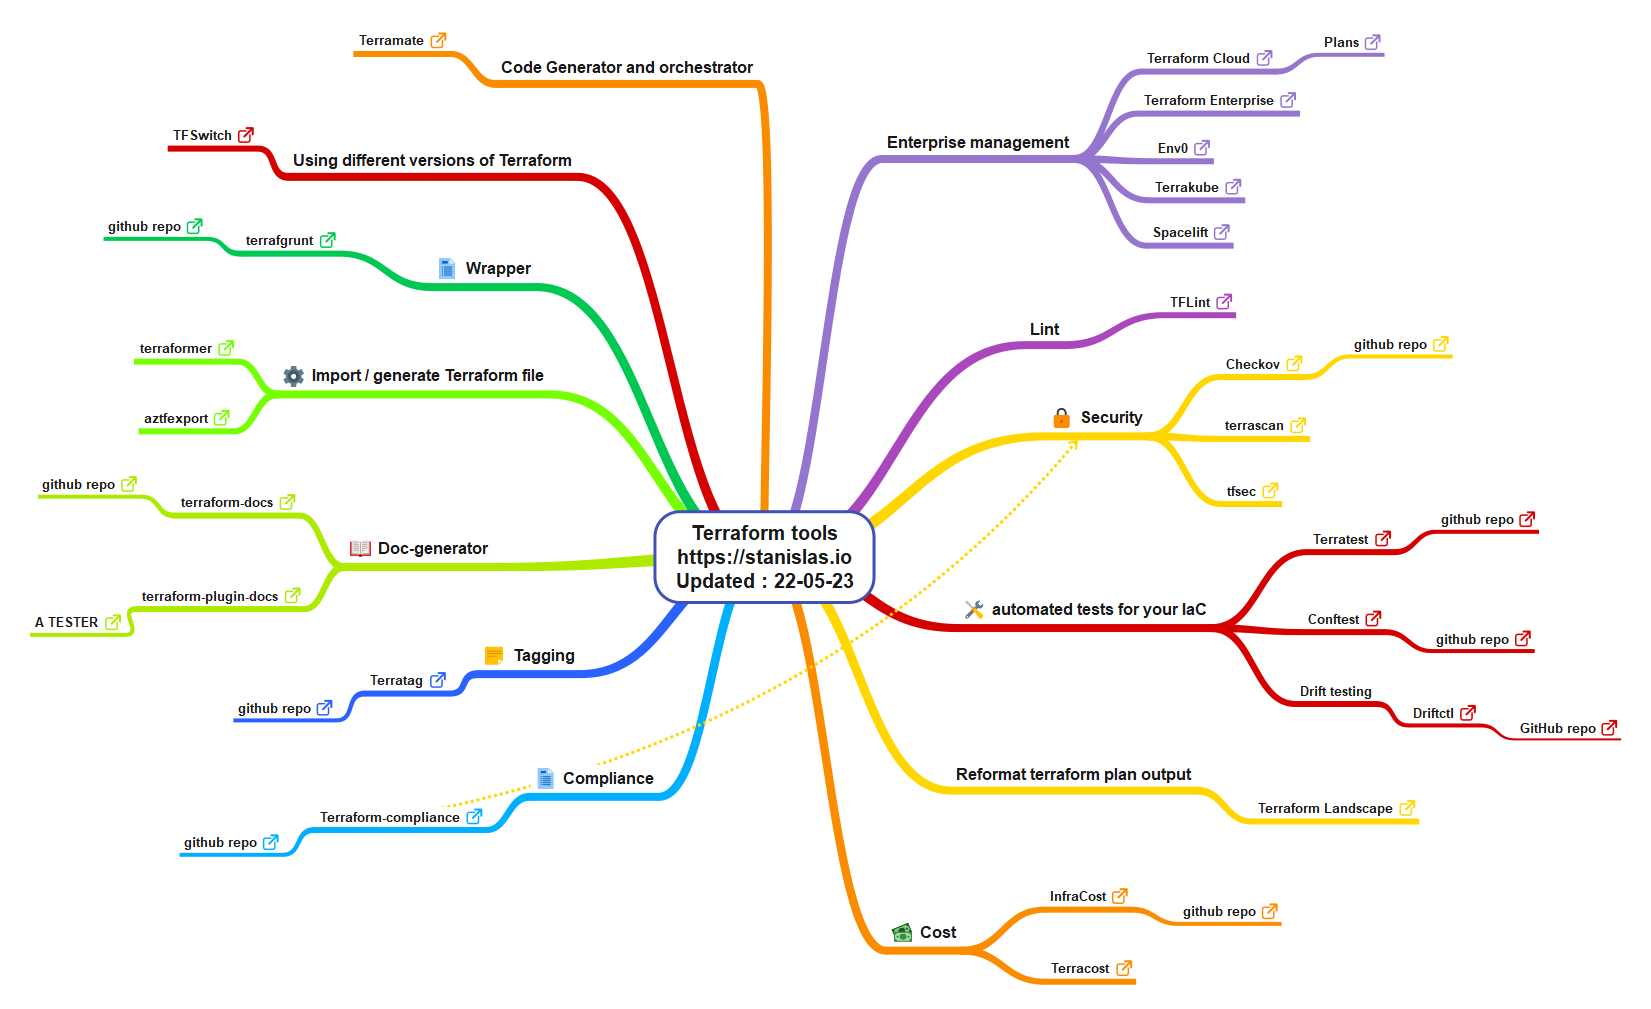 Terraform tools
https://stanislas.io
Updated : 22-05-23
Code Generator and orchestrator
Terramate
Using different versions of Terraform
TFSwitch
Wrapper
terrafgrunt
github repo
Import / generate Terraform file
terraformer
aztfexport
Doc-generator
terraform-docs
github repo
terraform-plugin-docs
A TESTER
Tagging
Terratag
github repo
Compliance
Terraform-compliance
github repo
Enterprise management
Terraform Cloud
Plans
Terraform Enterprise
Env0
Terrakube
Spacelift
Lint
TFLint
Security
Checkov
github repo
terrascan
tfsec
automated tests for your IaC
Terratest
github repo
Conftest
github repo
Drift testing
Driftctl
GitHub repo
Reformat terraform plan output
Terraform Landscape
Cost
InfraCost
github repo
Terracost